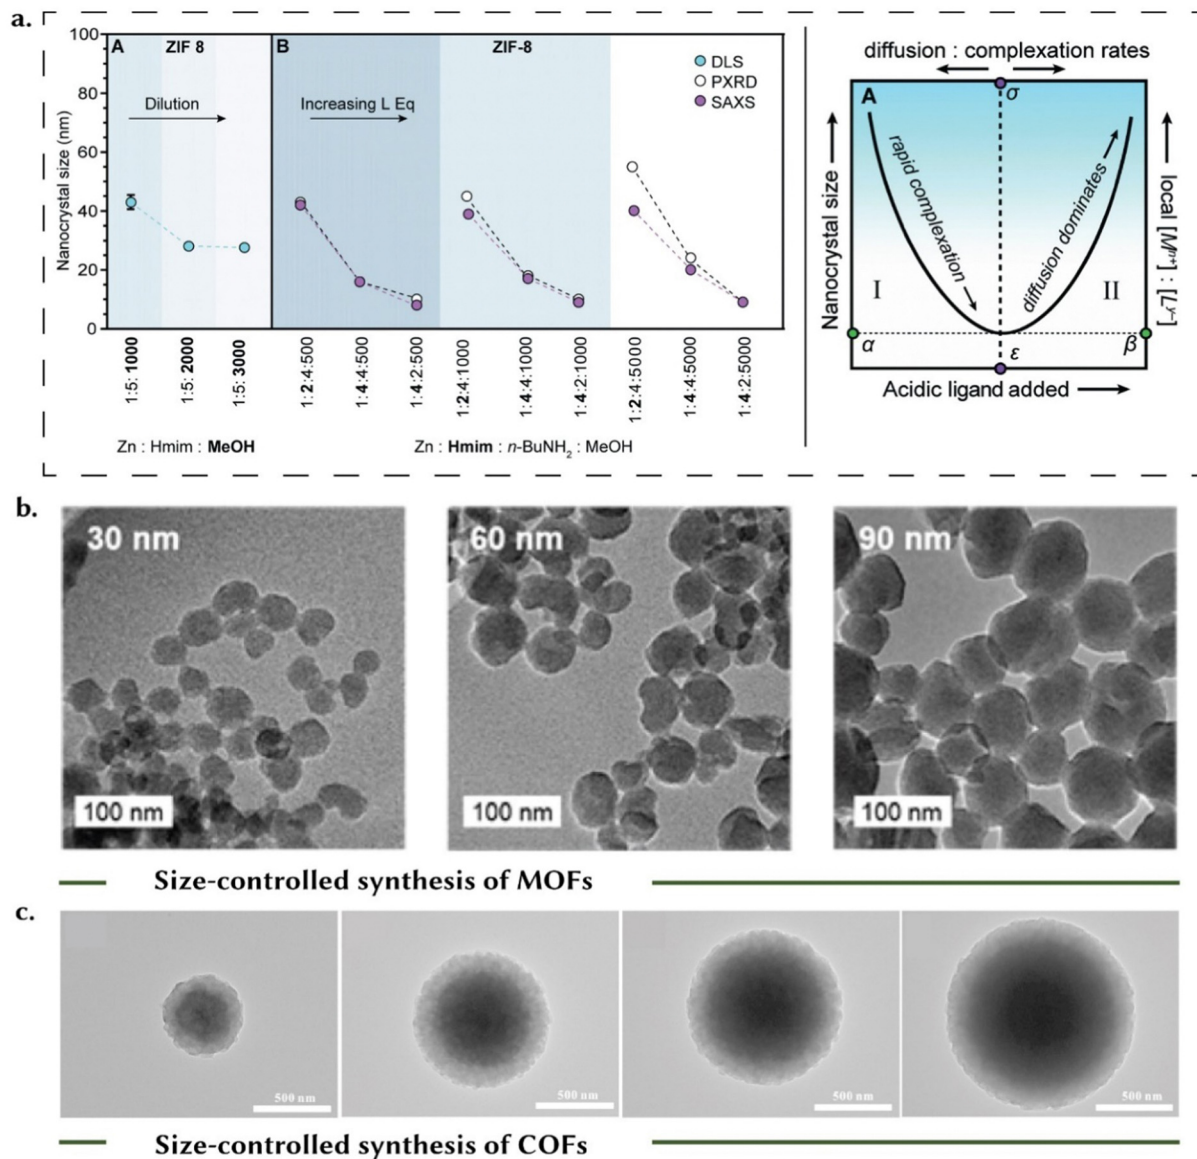 a.
100
80
60
40
20
0
Nanocrystal size (nm)
A
ZIF 8
Dilution
B
ZIF-8
Increasing L Eq
DLS
PXRD
SAXS
1:5:1000
1:5:2000
1:5:3000
1:2:4:500
1:4:4:500
1:4:2:500
1:2:4:1000
1:4:4:1000
1:4:2:1000
1:2:4:5000
1:4:4:5000
1:4:2:5000
Zn : Hmim : MeOH
Zn : Hmim : n-BuNH₂ : MeOH
diffusion : complexation rates
A
σ
Nanocrystal size
rapid complexation
diffusion dominates
local [Mⁿ⁺] : [Lʸ⁻]
I
II
α
ε
β
Acidic ligand added
b.
30 nm
60 nm
90 nm
100 nm
100 nm
100 nm
Size-controlled synthesis of MOFs
c.
500 nm
500 nm
500 nm
500 nm
Size-controlled synthesis of COFs